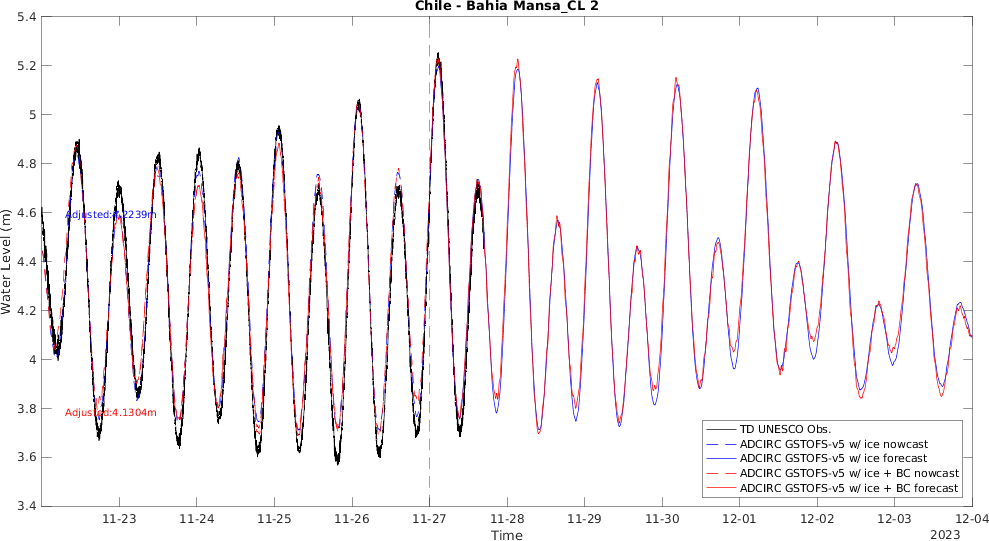 Chile - Bahia Mansa_CL 2
5.4
5.2
5
4.8
4.6
4.4
4.2
4
3.8
3.6
3.4
Water Level (m)
Adjusted:4.2239m
Adjusted:4.1304m
TD UNESCO Obs.
ADCIRC GSTOFS-v5 w/ ice nowcast
ADCIRC GSTOFS-v5 w/ ice forecast
ADCIRC GSTOFS-v5 w/ ice + BC nowcast
ADCIRC GSTOFS-v5 w/ ice + BC forecast
11-23 11-24 11-25 11-26 11-27 11-28 11-29 11-30 12-01 12-02 12-03 12-04
Time
2023